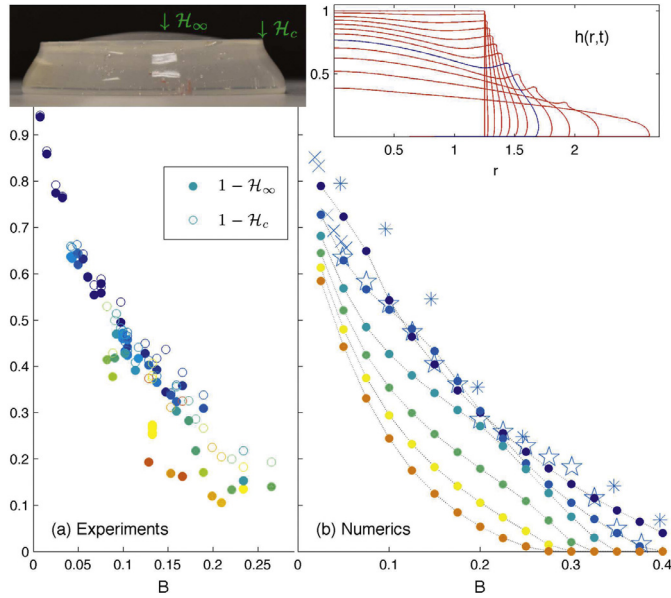 ↓ ℋ∞
↓ ℋc
1
0.5
h(r,t)
0.5
1
1.5
2
r
0.9
0.8
0.7
0.6
0.5
0.4
0.3
0.2
0.1
0
1 − ℋ∞
1 − ℋc
(a) Experiments
(b) Numerics
0
0.05
0.1
0.15
0.2
0.25
B
0
0.1
0.2
0.3
0.4
B